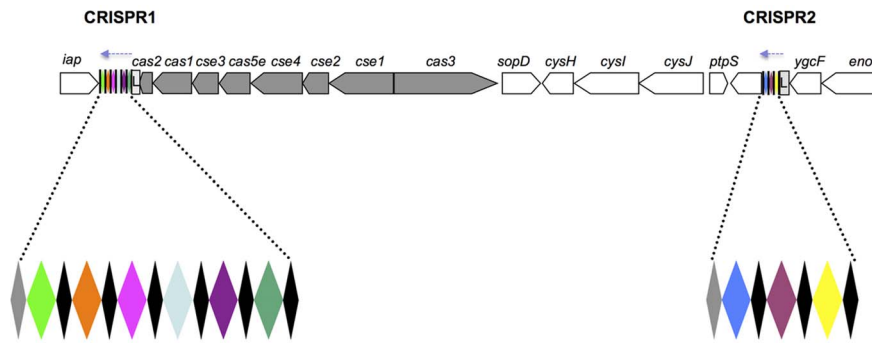 CRISPR1 CRISPR2
iap cas2 cas1 cse3 cas5e cse4 cse2 cse1 cas3 sopD cysH cysI cysJ ptpS ygcF eno
L L